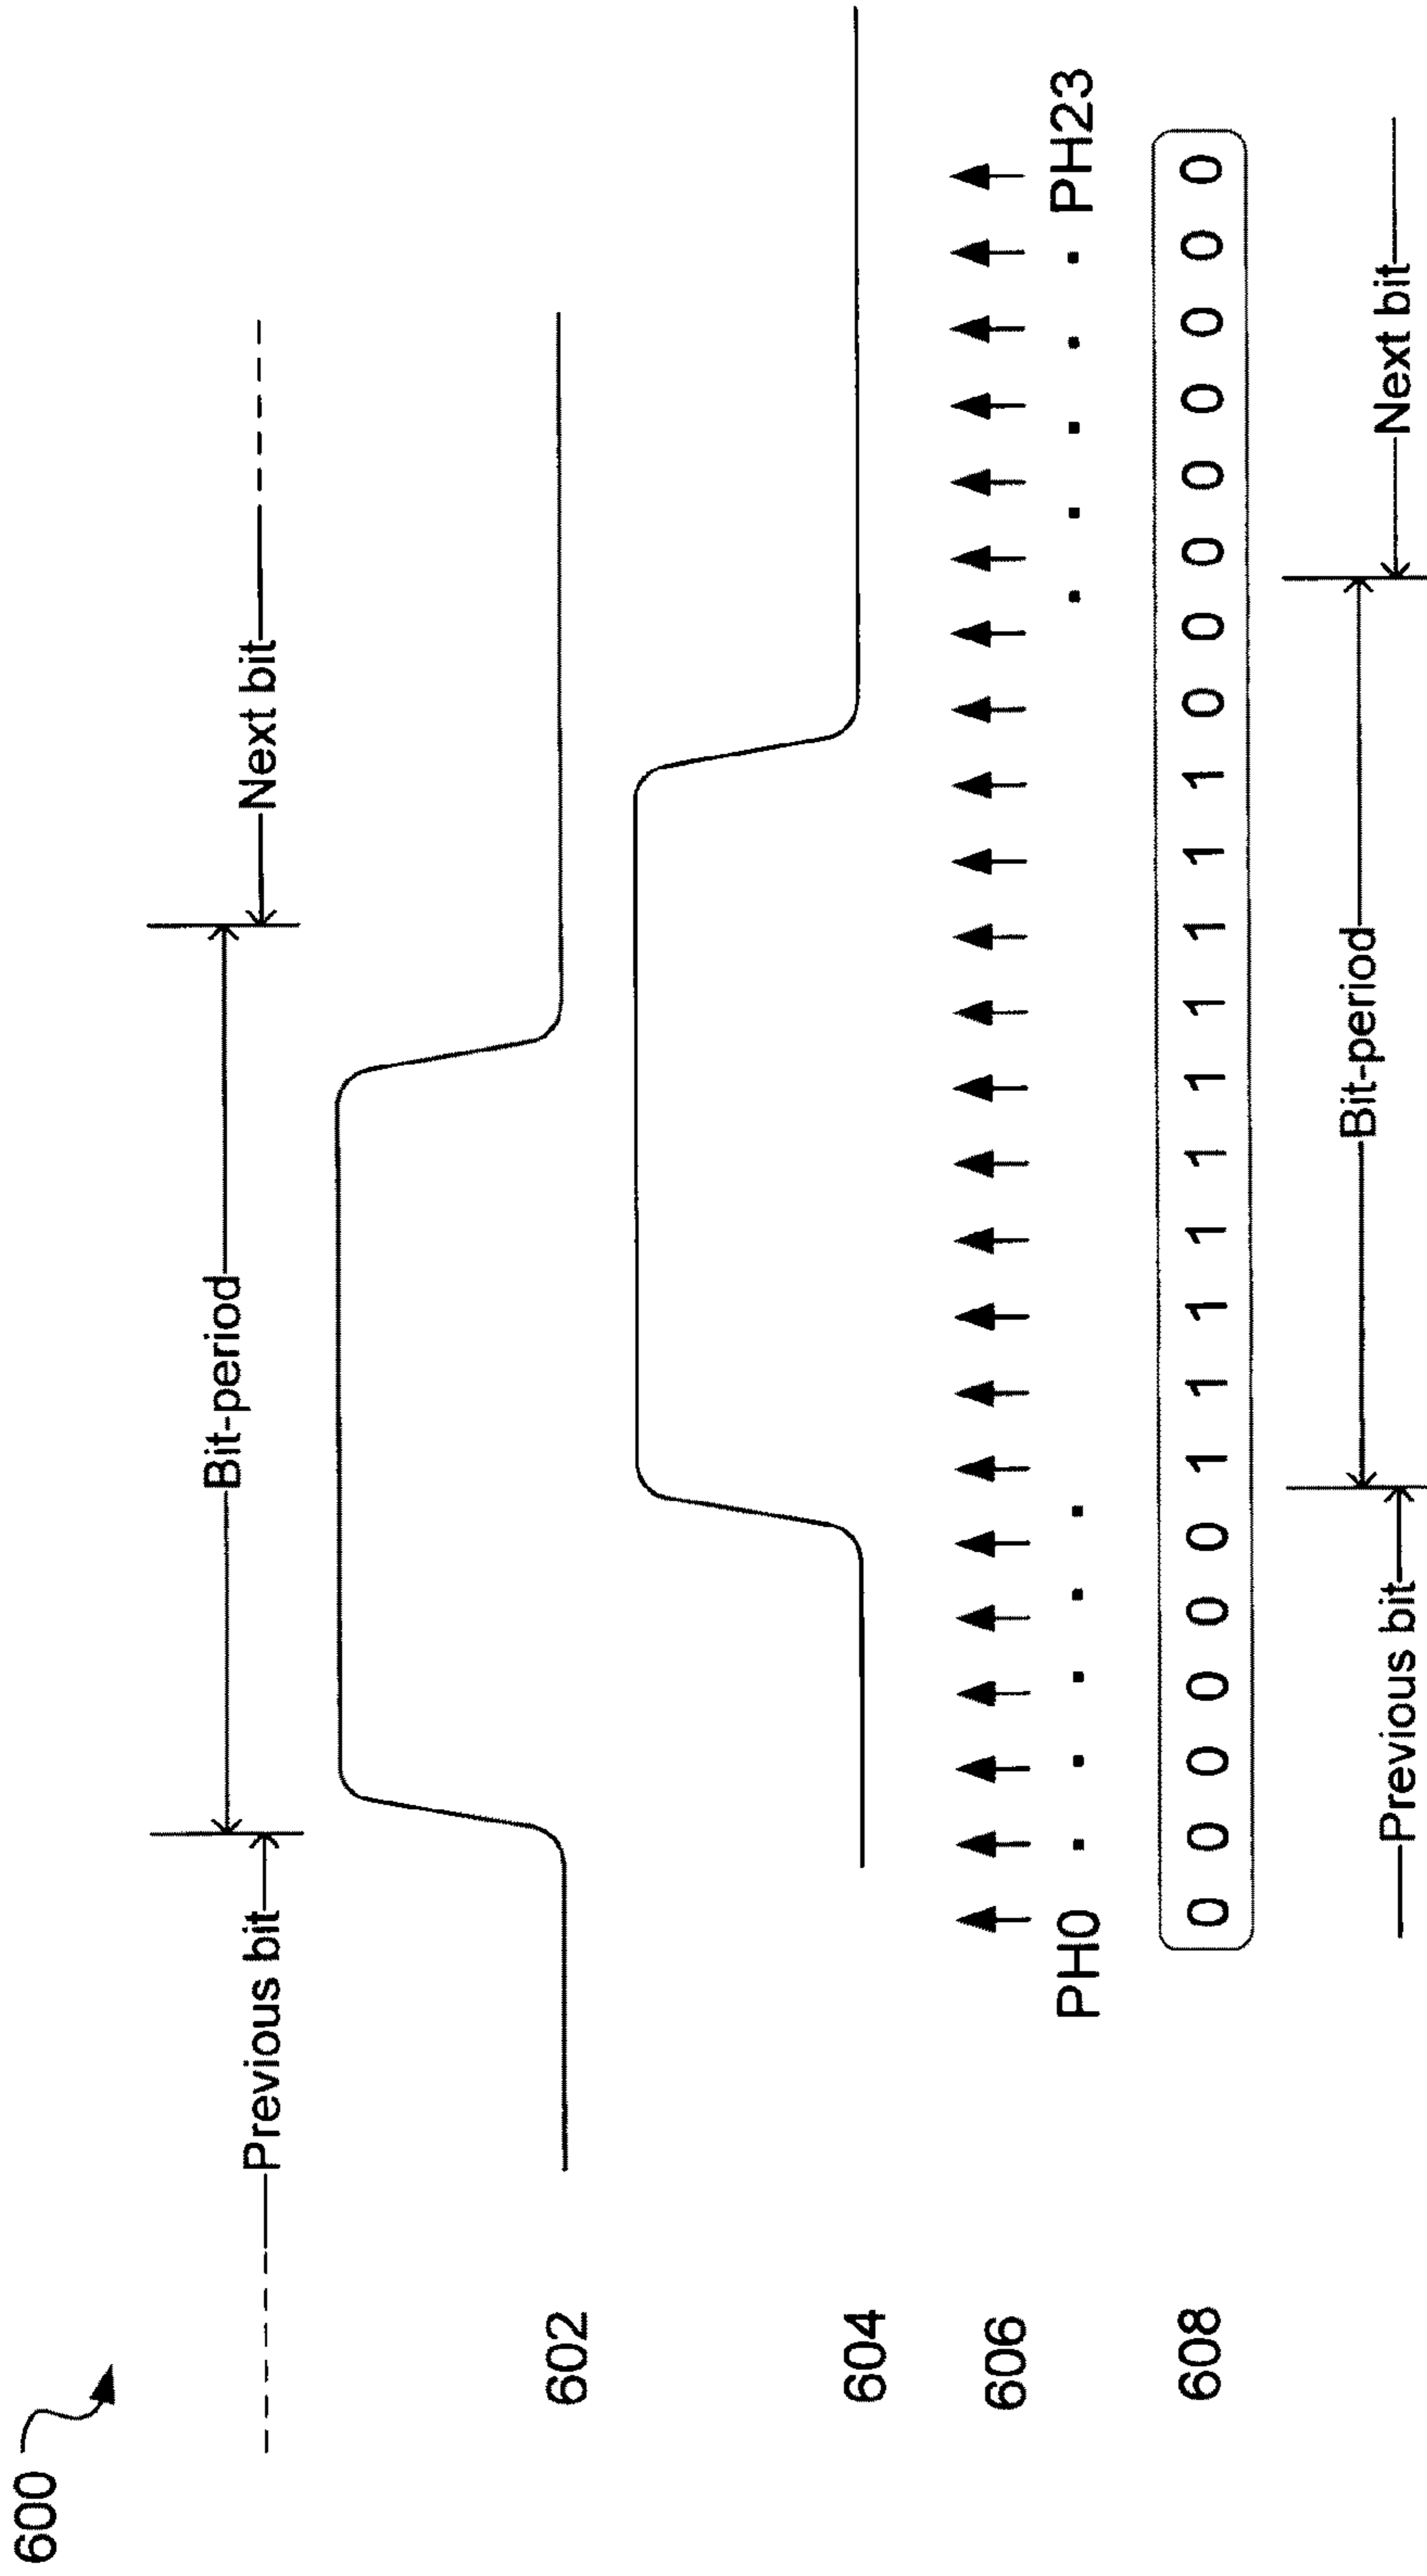 600
Bit-period
Previous bit Next bit
602
604
606
PH0 . . . . . . . . . . PH23
608 0 0 0 0 0 0 1 1 1 1 1 1 1 1 1 1 0 0 0 0 0 0 0 0
Bit-period
Previous bit Next bit